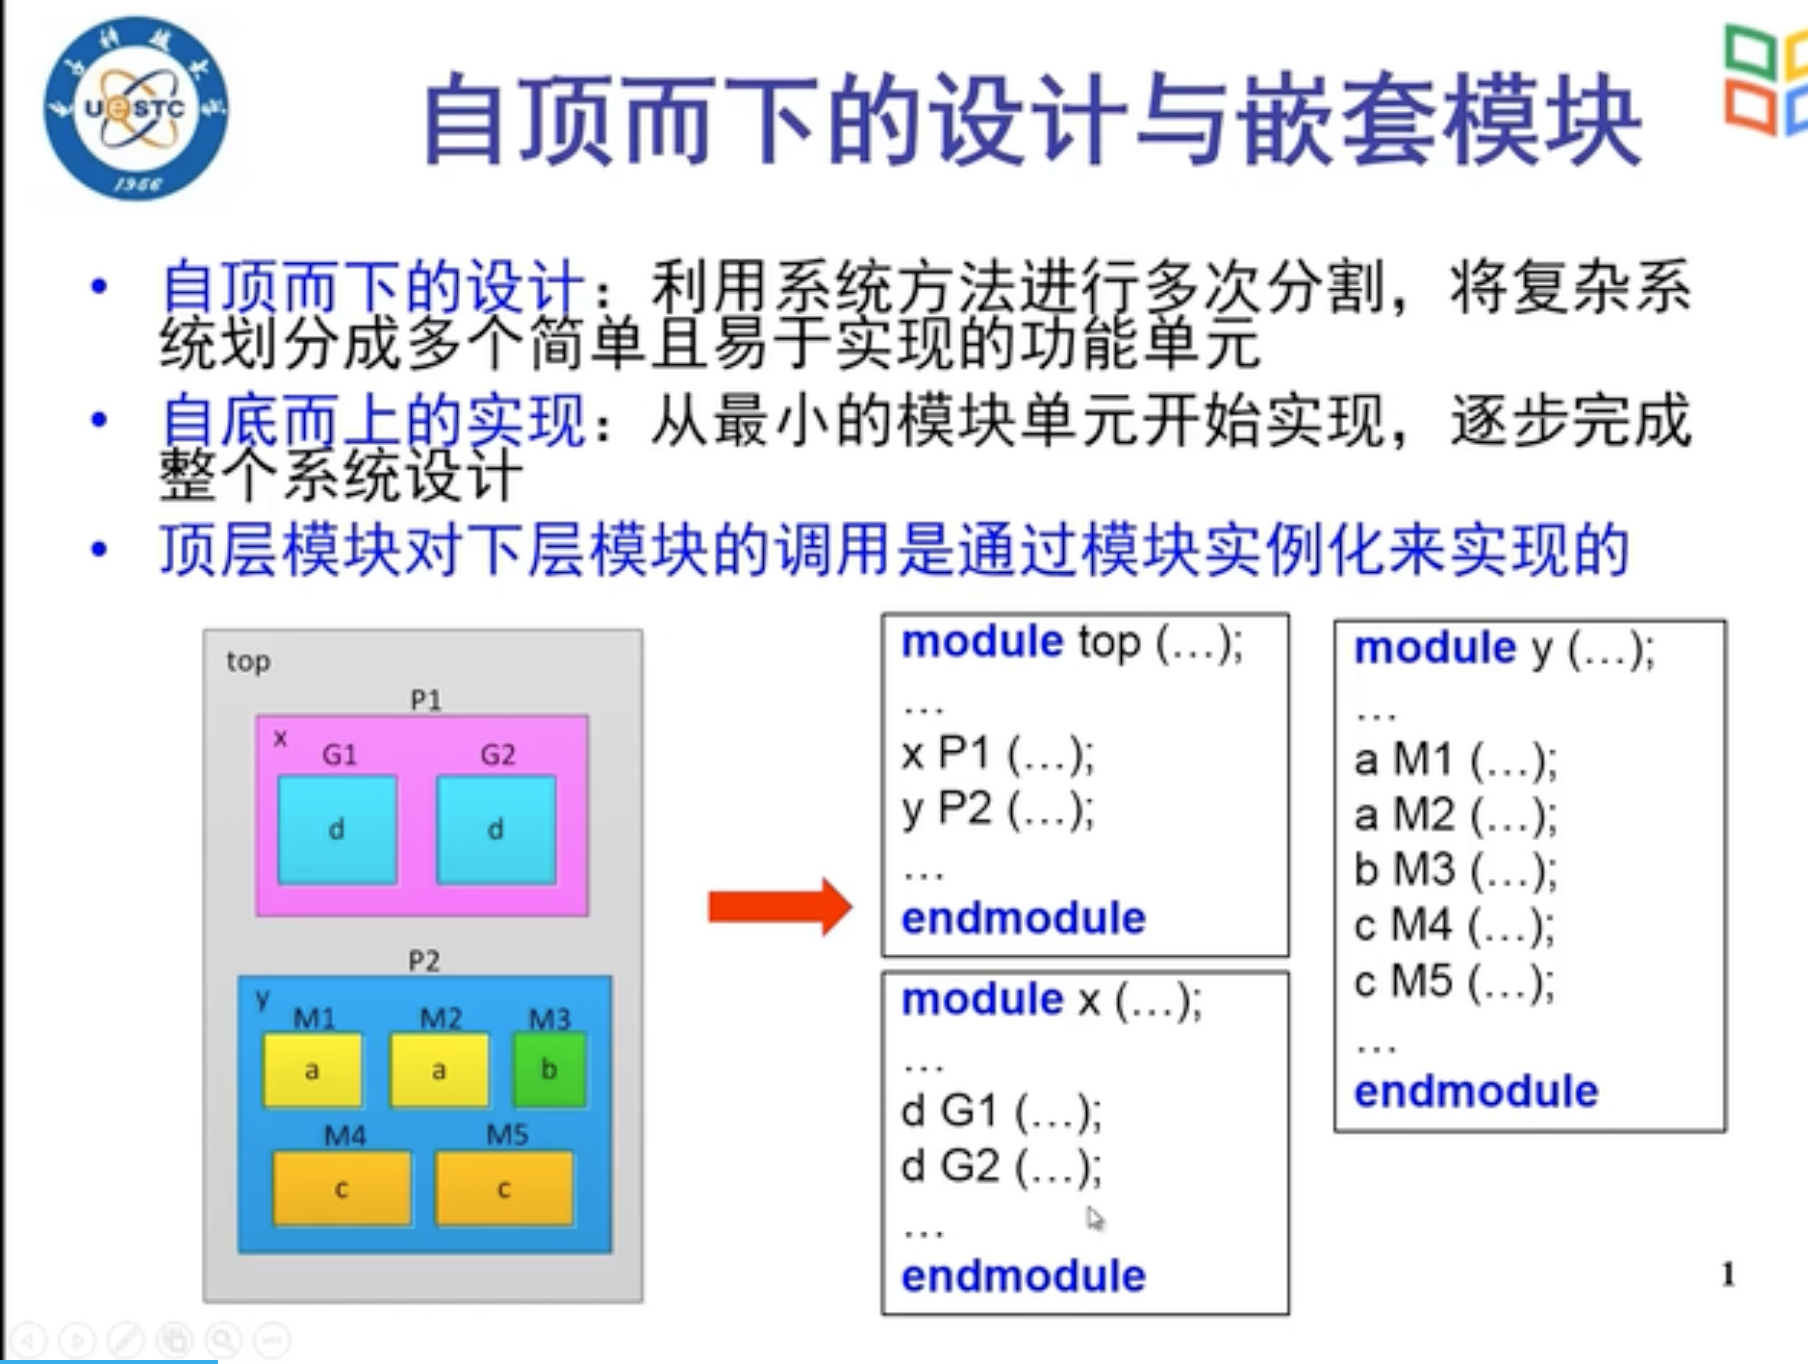 UeSTC
1956
自顶而下的设计与嵌套模块
• 自顶而下的设计：利用系统方法进行多次分割，将复杂系
统划分成多个简单且易于实现的功能单元
• 自底而上的实现：从最小的模块单元开始实现，逐步完成
整个系统设计
• 顶层模块对下层模块的调用是通过模块实例化来实现的
top
P1
x
G1 G2
d d
P2
y
M1 M2 M3
a a b
M4 M5
c c
module top (...);
...
x P1 (...);
y P2 (...);
...
endmodule
module x (...);
...
d G1 (...);
d G2 (...);
...
endmodule
module y (...);
...
a M1 (...);
a M2 (...);
b M3 (...);
c M4 (...);
c M5 (...);
...
endmodule
1